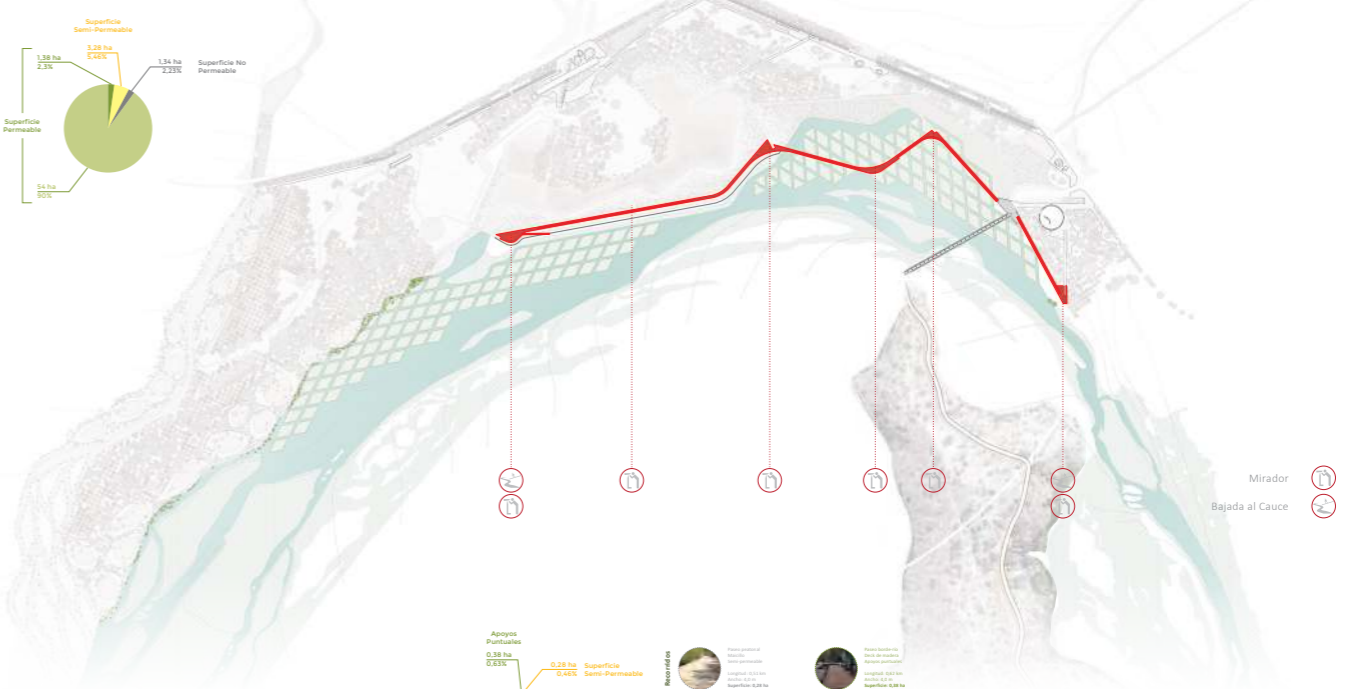 Superficie
Semi-Permeable
3,28 ha
5,46%
1,38 ha
2,3%
1,34 ha
2,23%
Superficie No
Permeable
Superficie
Permeable
54 ha
90%
Mirador
Bajada al Cauce
Apoyos
Puntuales
0,38 ha
0,63%
0,28 ha
0,46%
Superficie
Semi-Permeable
Recorridos